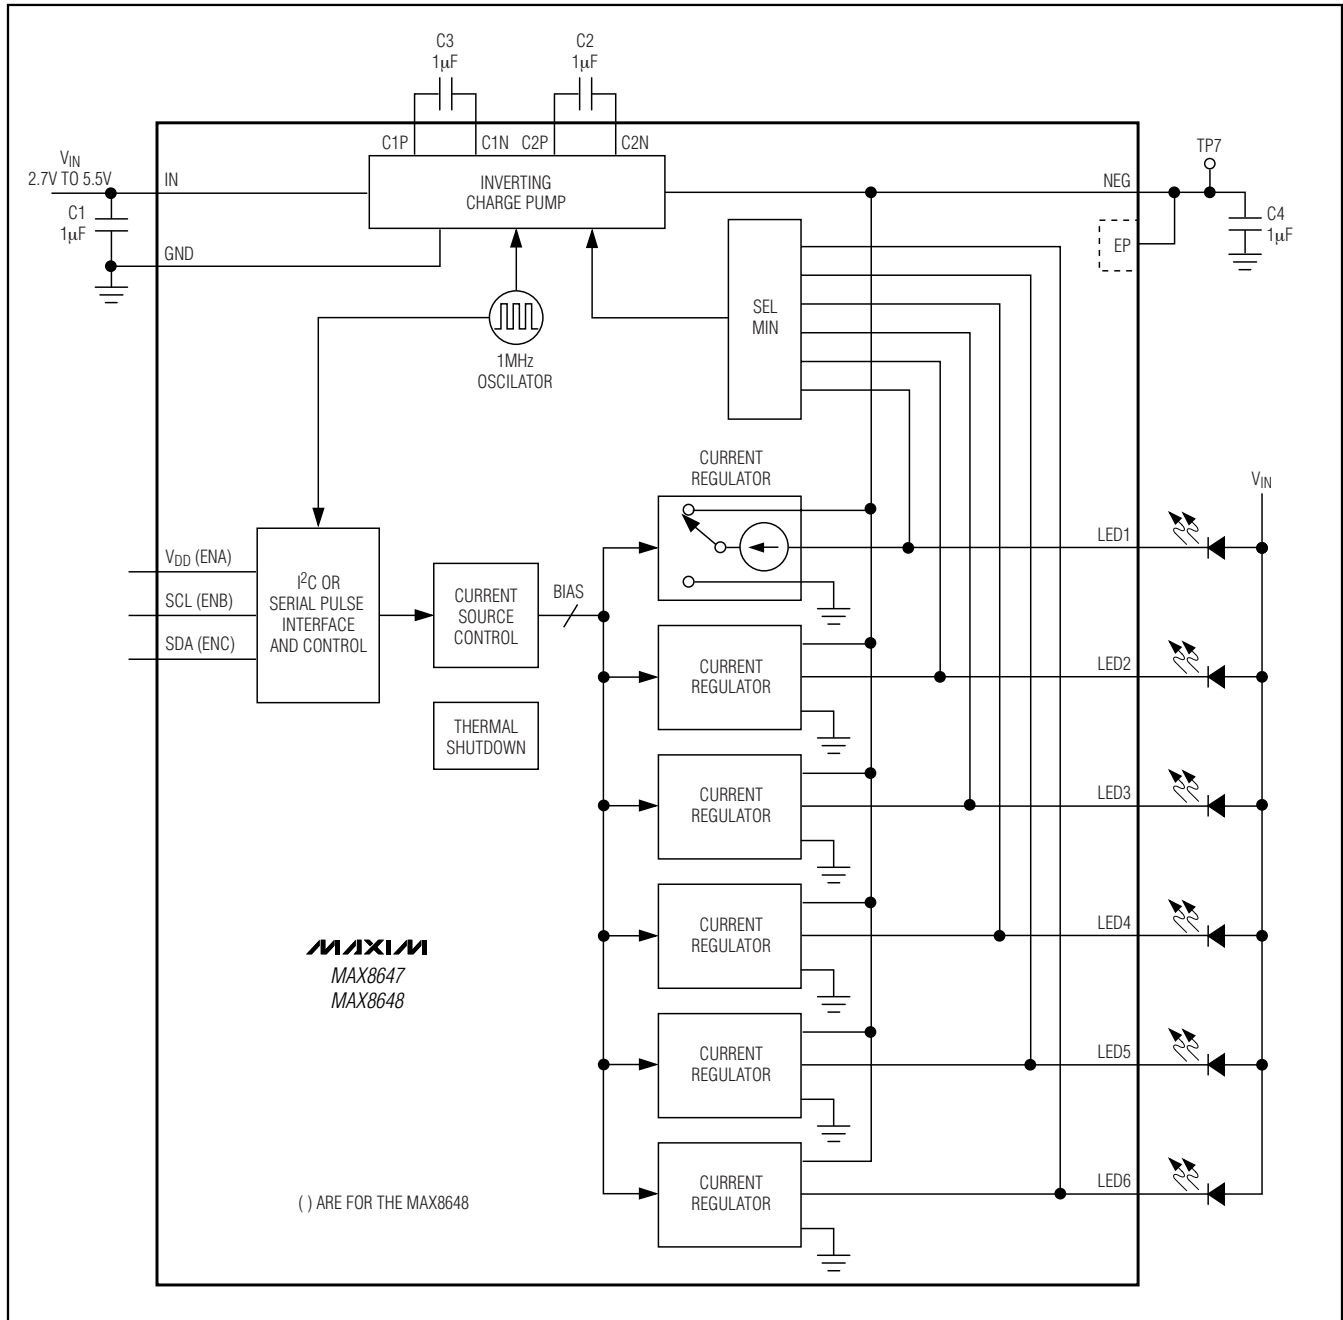 C3
1µF
C2
1µF
C1P
C1N
C2P
C2N
TP7
VIN
2.7V TO 5.5V
IN
INVERTING
CHARGE PUMP
NEG
C1
1µF
C4
1µF
GND
EP
SEL
MIN
1MHz
OSCILATOR
CURRENT
REGULATOR
VIN
LED1
VDD (ENA)
SCL (ENB)
SDA (ENC)
I2C OR
SERIAL PULSE
INTERFACE
AND CONTROL
CURRENT
SOURCE
CONTROL
BIAS
CURRENT
REGULATOR
LED2
THERMAL
SHUTDOWN
CURRENT
REGULATOR
LED3
CURRENT
REGULATOR
LED4
MAXIM
MAX8647
MAX8648
CURRENT
REGULATOR
LED5
CURRENT
REGULATOR
LED6
( ) ARE FOR THE MAX8648